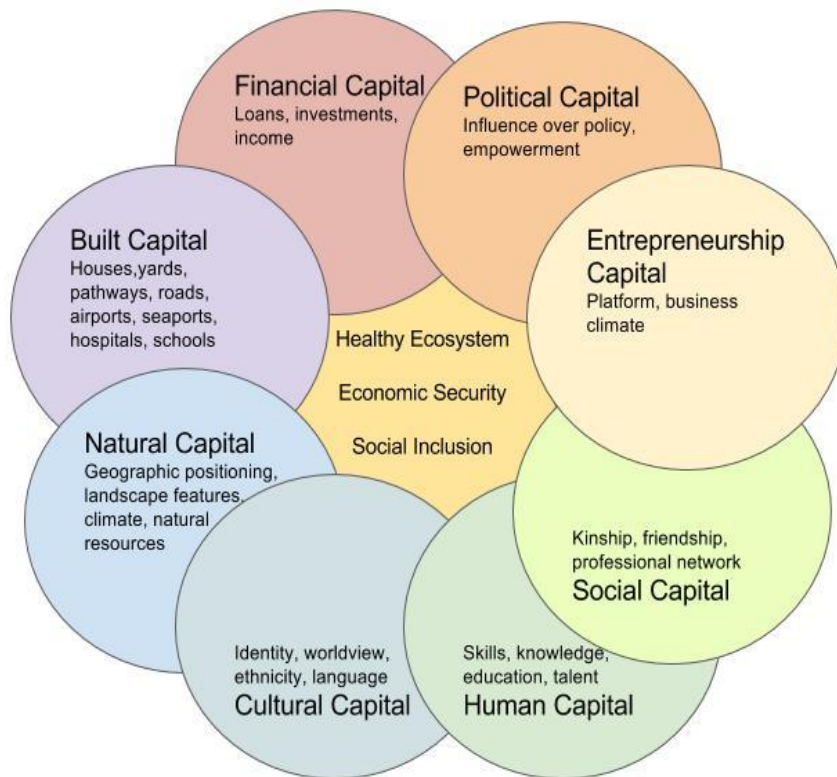 Financial Capital
Loans, investments,
income
Political Capital
Influence over policy,
empowerment
Built Capital
Houses,yards,
pathways, roads,
airports, seaports,
hospitals, schools
Entrepreneurship
Capital
Platform, business
climate
Healthy Ecosystem
Economic Security
Social Inclusion
Natural Capital
Geographic positioning,
landscape features,
climate, natural
resources
Kinship, friendship,
professional network
Social Capital
Identity, worldview,
ethnicity, language
Cultural Capital
Skills, knowledge,
education, talent
Human Capital